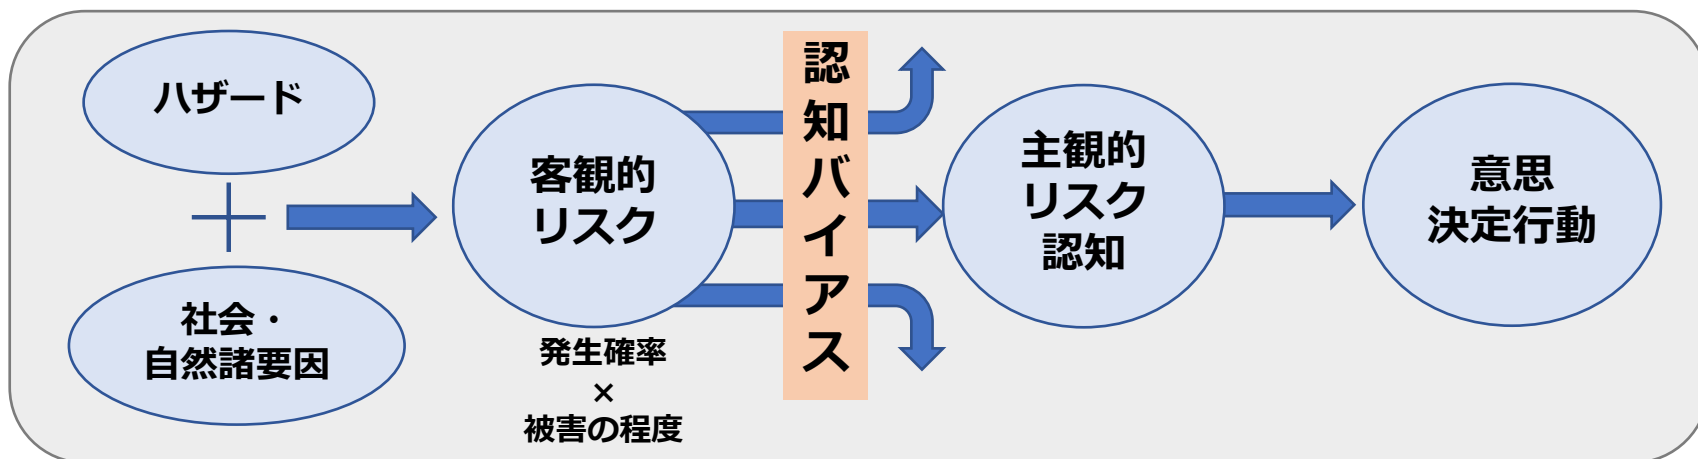 ハザード
社会・
自然諸要因
客観的
リスク
発生確率
×
被害の程度
認知バイアス
主観的
リスク
認知
意思
決定行動